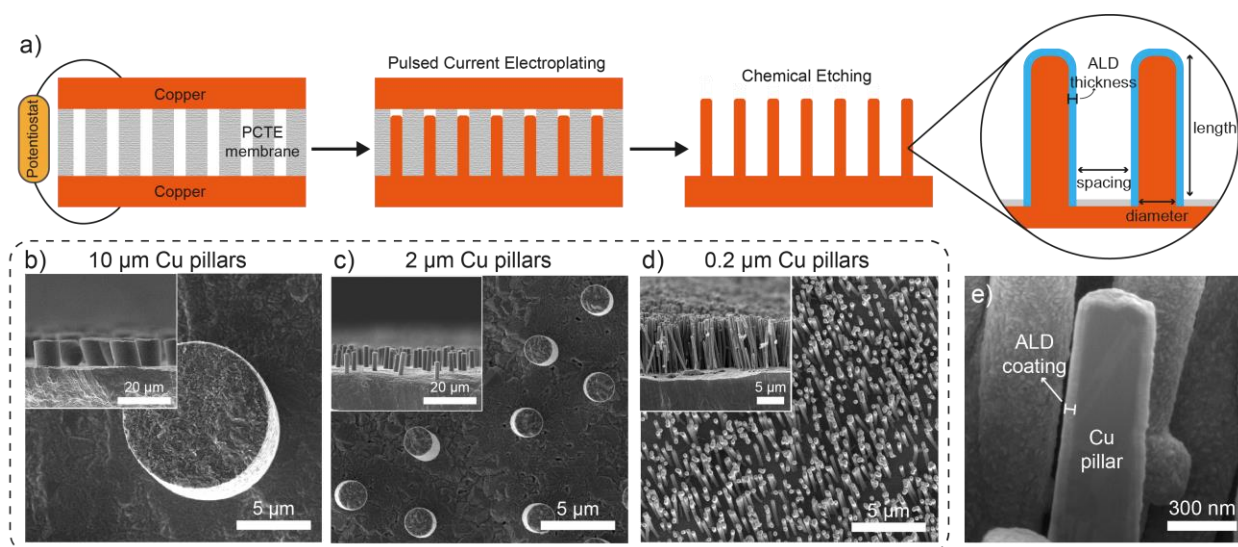 a)
Potentiostat
Copper
PCTE
membrane
Copper
Pulsed Current Electroplating
Chemical Etching
ALD
thickness
length
spacing
diameter
b)
10 µm Cu pillars
20 µm
5 µm
c)
2 µm Cu pillars
20 µm
5 µm
d)
0.2 µm Cu pillars
5 µm
5 µm
e)
ALD
coating
Cu
pillar
300 nm